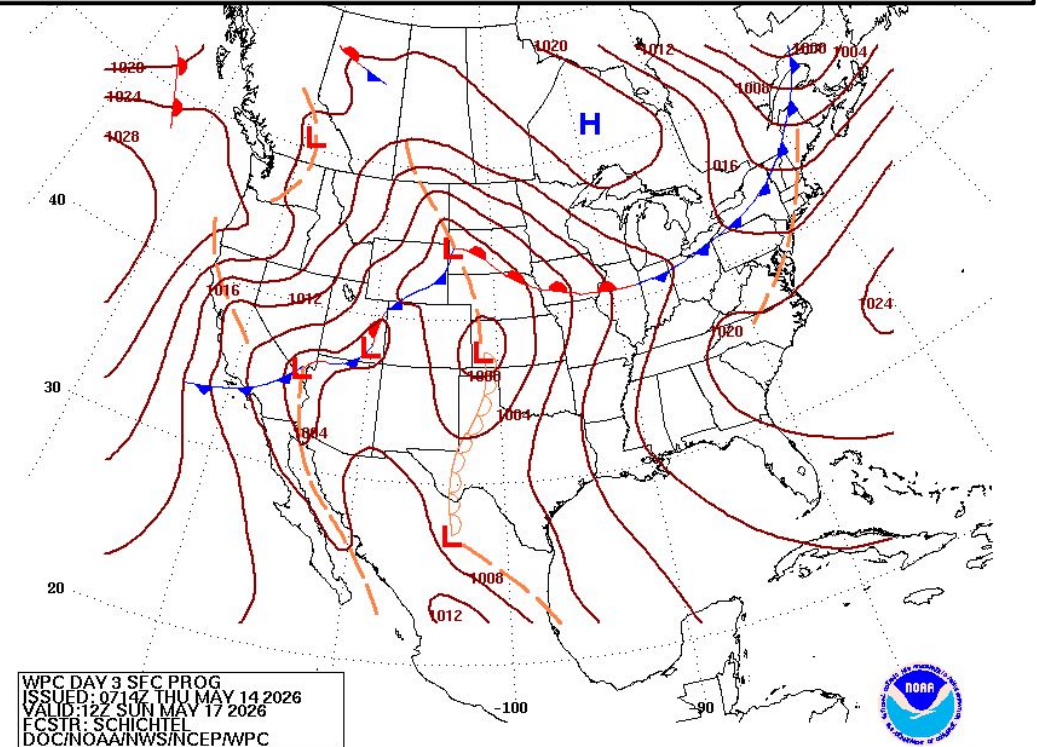 1020
1012
1000
1004
1020
1008
1024
1028
H
L
1016
40
L
1016
1012
1024
1020
L
L
L
30
1004
1004
L
1008
20
1012
-100
-90
NOAA
WPC DAY 3 SFC PROG
ISSUED: 0714Z THU MAY 14 2026
VALID: 12Z SUN MAY 17 2026
FCSTR: SCHICHTEL
DOC/NOAA/NWS/NCEP/WPC